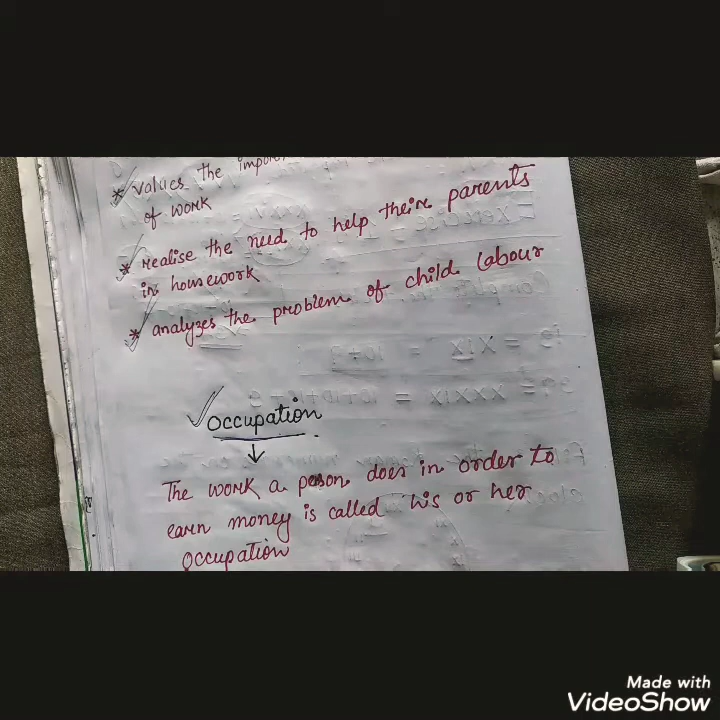 * values the
of work
* realise the need to help their parents
in housework
* analyzes the problem of child labour
occupation
The work a person does in order to
earn money is called his or her
occupation
Made with
VideoShow